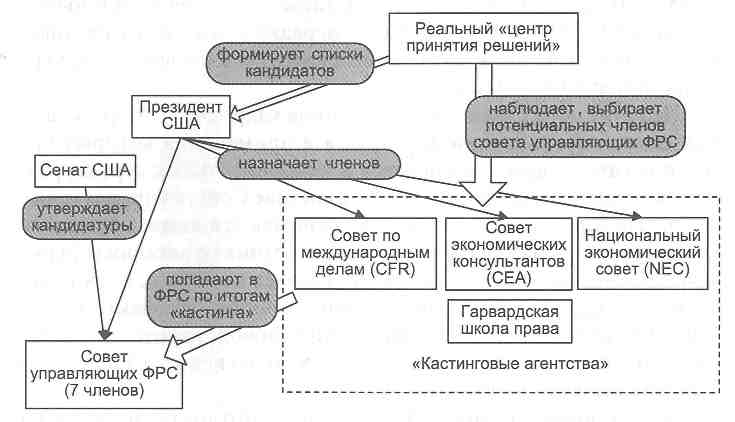 Реальный «центр
принятия решений»
формирует списки
кандидатов
Президент
США
наблюдает, выбирает
потенциальных членов
совета управляющих ФРС
назначает членов
Сенат США
утверждает
кандидатуры
Совет по
международным
делам (CFR)
Совет
экономических
консультантов
(CEA)
Национальный
экономический
совет (NEC)
попадают в
ФРС по итогам
«кастинга»
Гарвардская
школа права
Совет
управляющих ФРС
(7 членов)
«Кастинговые агентства»